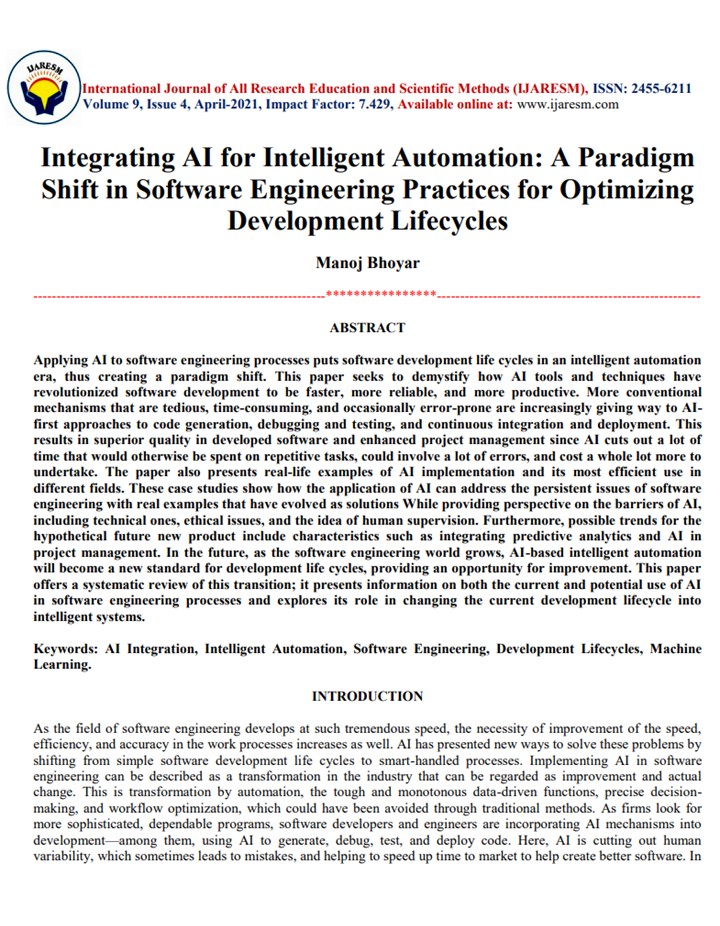 IJARESM
International Journal of All Research Education and Scientific Methods (IJARESM), ISSN: 2455-6211
Volume 9, Issue 4, April-2021, Impact Factor: 7.429, Available online at: www.ijaresm.com
Integrating AI for Intelligent Automation: A Paradigm
Shift in Software Engineering Practices for Optimizing
Development Lifecycles
Manoj Bhoyar
---------------------------------------------------------------****************---------------------------------------------------------
ABSTRACT
Applying AI to software engineering processes puts software development life cycles in an intelligent automation
era, thus creating a paradigm shift. This paper seeks to demystify how AI tools and techniques have
revolutionized software development to be faster, more reliable, and more productive. More conventional
mechanisms that are tedious, time-consuming, and occasionally error-prone are increasingly giving way to AI-
first approaches to code generation, debugging and testing, and continuous integration and deployment. This
results in superior quality in developed software and enhanced project management since AI cuts out a lot of
time that would otherwise be spent on repetitive tasks, could involve a lot of errors, and cost a whole lot more to
undertake. The paper also presents real-life examples of AI implementation and its most efficient use in
different fields. These case studies show how the application of AI can address the persistent issues of software
engineering with real examples that have evolved as solutions While providing perspective on the barriers of AI,
including technical ones, ethical issues, and the idea of human supervision. Furthermore, possible trends for the
hypothetical future new product include characteristics such as integrating predictive analytics and AI in
project management. In the future, as the software engineering world grows, AI-based intelligent automation
will become a new standard for development life cycles, providing an opportunity for improvement. This paper
offers a systematic review of this transition; it presents information on both the current and potential use of AI
in software engineering processes and explores its role in changing the current development lifecycle into
intelligent systems.
Keywords: AI Integration, Intelligent Automation, Software Engineering, Development Lifecycles, Machine
Learning.
INTRODUCTION
As the field of software engineering develops at such tremendous speed, the necessity of improvement of the speed,
efficiency, and accuracy in the work processes increases as well. AI has presented new ways to solve these problems by
shifting from simple software development life cycles to smart-handled processes. Implementing AI in software
engineering can be described as a transformation in the industry that can be regarded as improvement and actual
change. This is transformation by automation, the tough and monotonous data-driven functions, precise decision-
making, and workflow optimization, which could have been avoided through traditional methods. As firms look for
more sophisticated, dependable programs, software developers and engineers are incorporating AI mechanisms into
development—among them, using AI to generate, debug, test, and deploy code. Here, AI is cutting out human
variability, which sometimes leads to mistakes, and helping to speed up time to market to help create better software. In